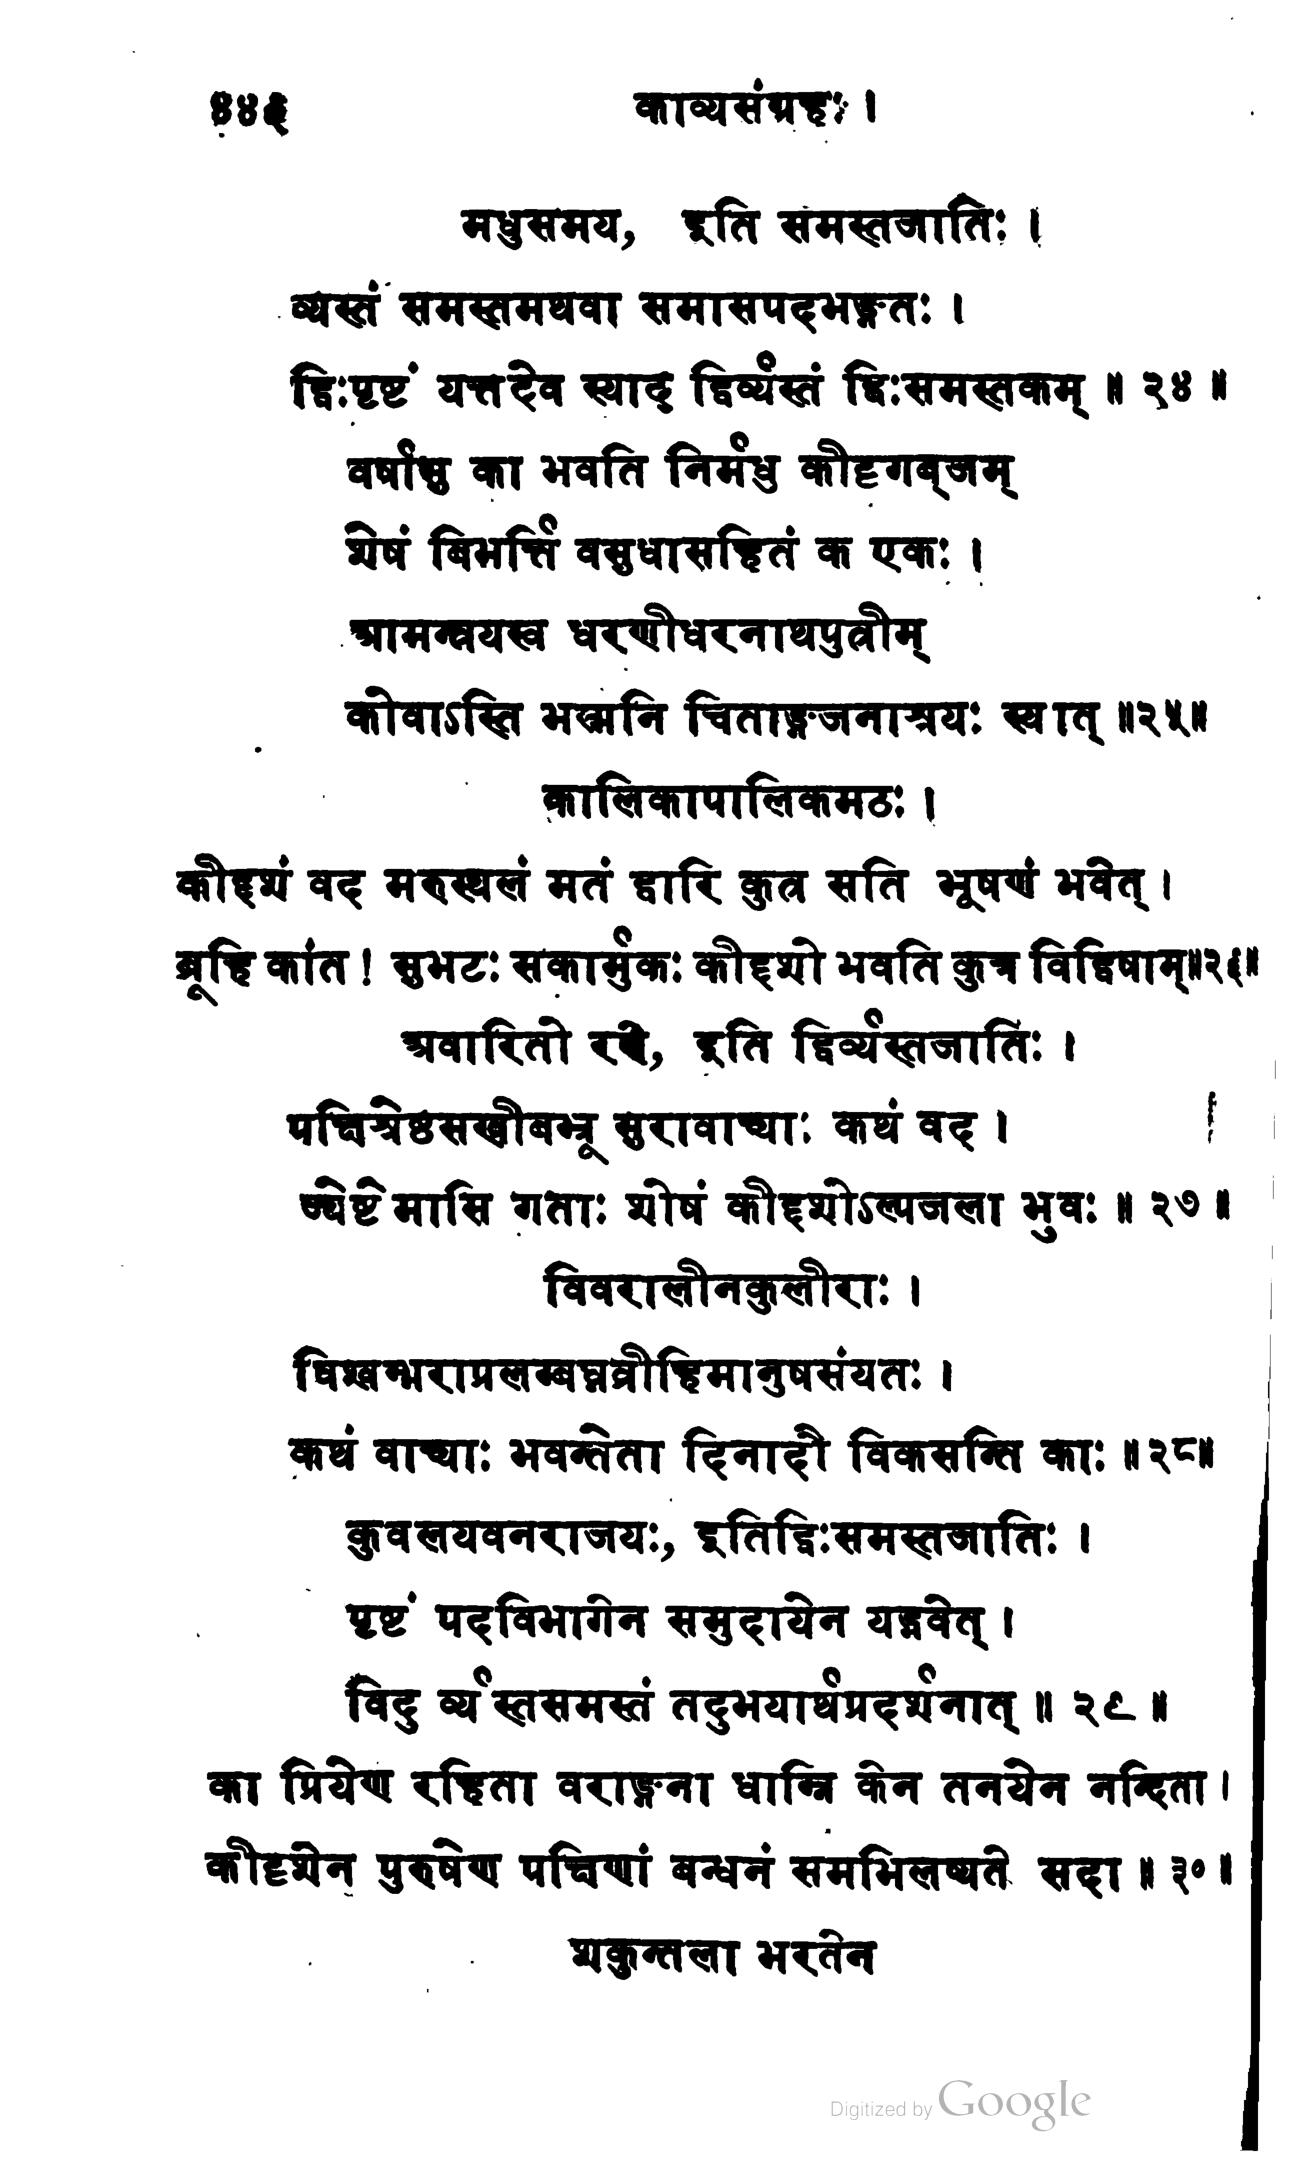 ४४६ काव्यसंग्रहः ।
मधुसमय, इति समस्तजातिः ।
व्यस्तं समस्तमथवा समासपदभङ्गतः ।
द्विःपृष्टं यत्तदेव स्याद् द्विर्व्यस्तं द्विःसमस्तकम् ॥ २४ ॥
वर्षासु का भवति निर्मधु कीदृगब्जम्
शेषं बिभर्त्ति वसुधासहितं क एकः ।
आमन्त्रयस्व धरणीधरनाथपुत्रीम्
कोवाऽस्ति भस्मनि चिताङ्गजनाश्रयः स्यात् ॥२५॥
कालिकापालिकमठः ।
कीदृशं वद मरुस्थलं मतं द्वारि कुत्र सति भूषणं भवेत् ।
ब्रूहि कांत ! सुभटः सकार्मुकः कीदृशो भवति कुत्र विद्विषाम्॥२६॥
अवारितो रणे, इति द्विर्व्यस्तजातिः ।
पक्षिश्रेष्ठसखीबभ्रू सुरावाच्याः कथं वद ।
ज्येष्टे मासि गताः शोषं कीदृशोऽल्पजला भुवः ॥ २७ ॥
विवरालीनकुलीराः ।
विश्वम्भराप्रलम्बघ्नव्रीहिमानुषसंयतः ।
कथं वाच्याः भवन्तेता दिनादौ विकसन्ति काः ॥२८॥
कुवलयवनराजयः, इतिद्विःसमस्तजातिः ।
पृष्टं पदविभागेन समुदायेन यद्भवेत् ।
विदु र्व्यस्तसमस्तं तदुभयार्थप्रदर्शनात् ॥ २९ ॥
का प्रियेण रहिता वराङ्गना धाम्नि केन तनयेन नन्दिता ।
कीदृशेन पुरुषेण पक्षिणां बन्धनं समभिलष्यते सदा ॥ ३० ॥
शकुन्तला भरतेन
Digitized by Google